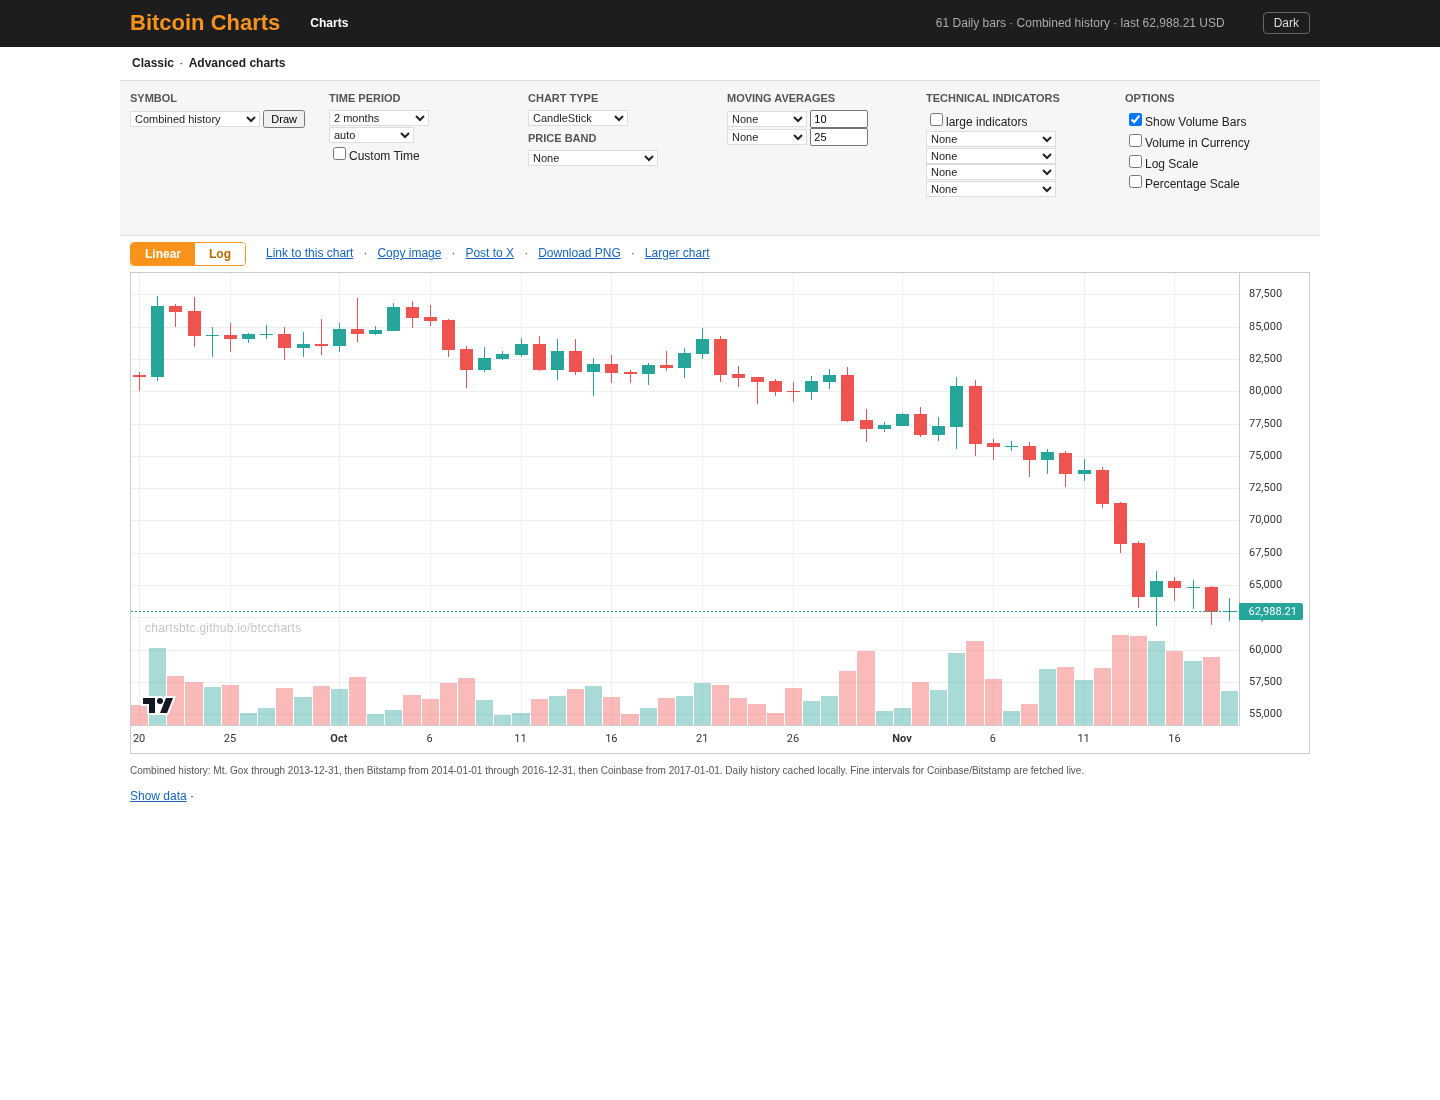 Bitcoin Charts
Charts
61 Daily bars · Combined history · last 62,988.21 USD
Dark
Classic · Advanced charts
SYMBOL
Combined history
Draw
TIME PERIOD
2 months
auto
Custom Time
CHART TYPE
CandleStick
PRICE BAND
None
MOVING AVERAGES
None
10
None
25
TECHNICAL INDICATORS
large indicators
None
None
None
None
OPTIONS
Show Volume Bars
Volume in Currency
Log Scale
Percentage Scale
Linear
Log
Link to this chart · Copy image · Post to X · Download PNG · Larger chart
87,500
85,000
82,500
80,000
77,500
75,000
72,500
70,000
67,500
65,000
62,988.21
60,000
57,500
55,000
chartsbtc.github.io/btccharts
20 25 Oct 6 11 16 21 26 Nov 6 11 16
Combined history: Mt. Gox through 2013-12-31, then Bitstamp from 2014-01-01 through 2016-12-31, then Coinbase from 2017-01-01. Daily history cached locally. Fine intervals for Coinbase/Bitstamp are fetched live.
Show data ·